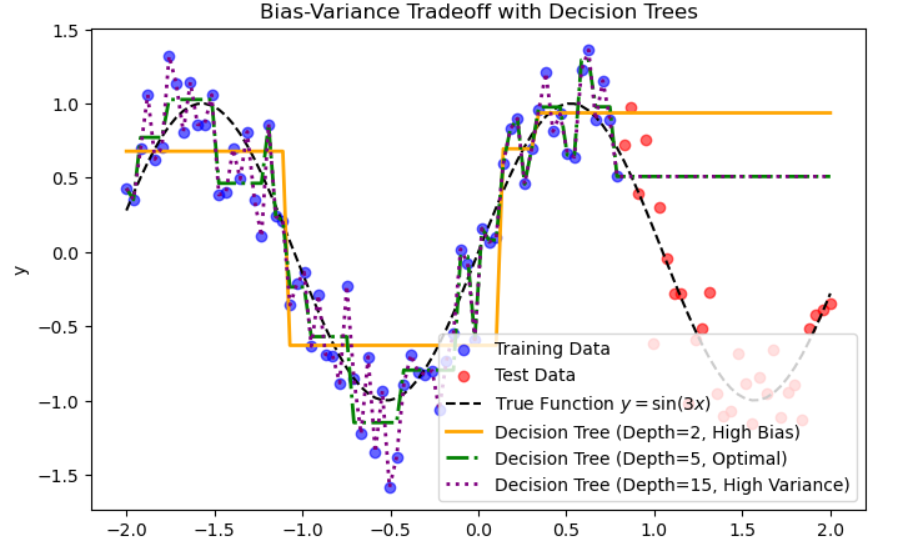 Bias-Variance Tradeoff with Decision Trees
1.5
1.0
0.5
0.0
−0.5
−1.0
−1.5
y
Training Data
Test Data
True Function y = sin(3x)
Decision Tree (Depth=2, High Bias)
Decision Tree (Depth=5, Optimal)
Decision Tree (Depth=15, High Variance)
−2.0 −1.5 −1.0 −0.5 0.0 0.5 1.0 1.5 2.0